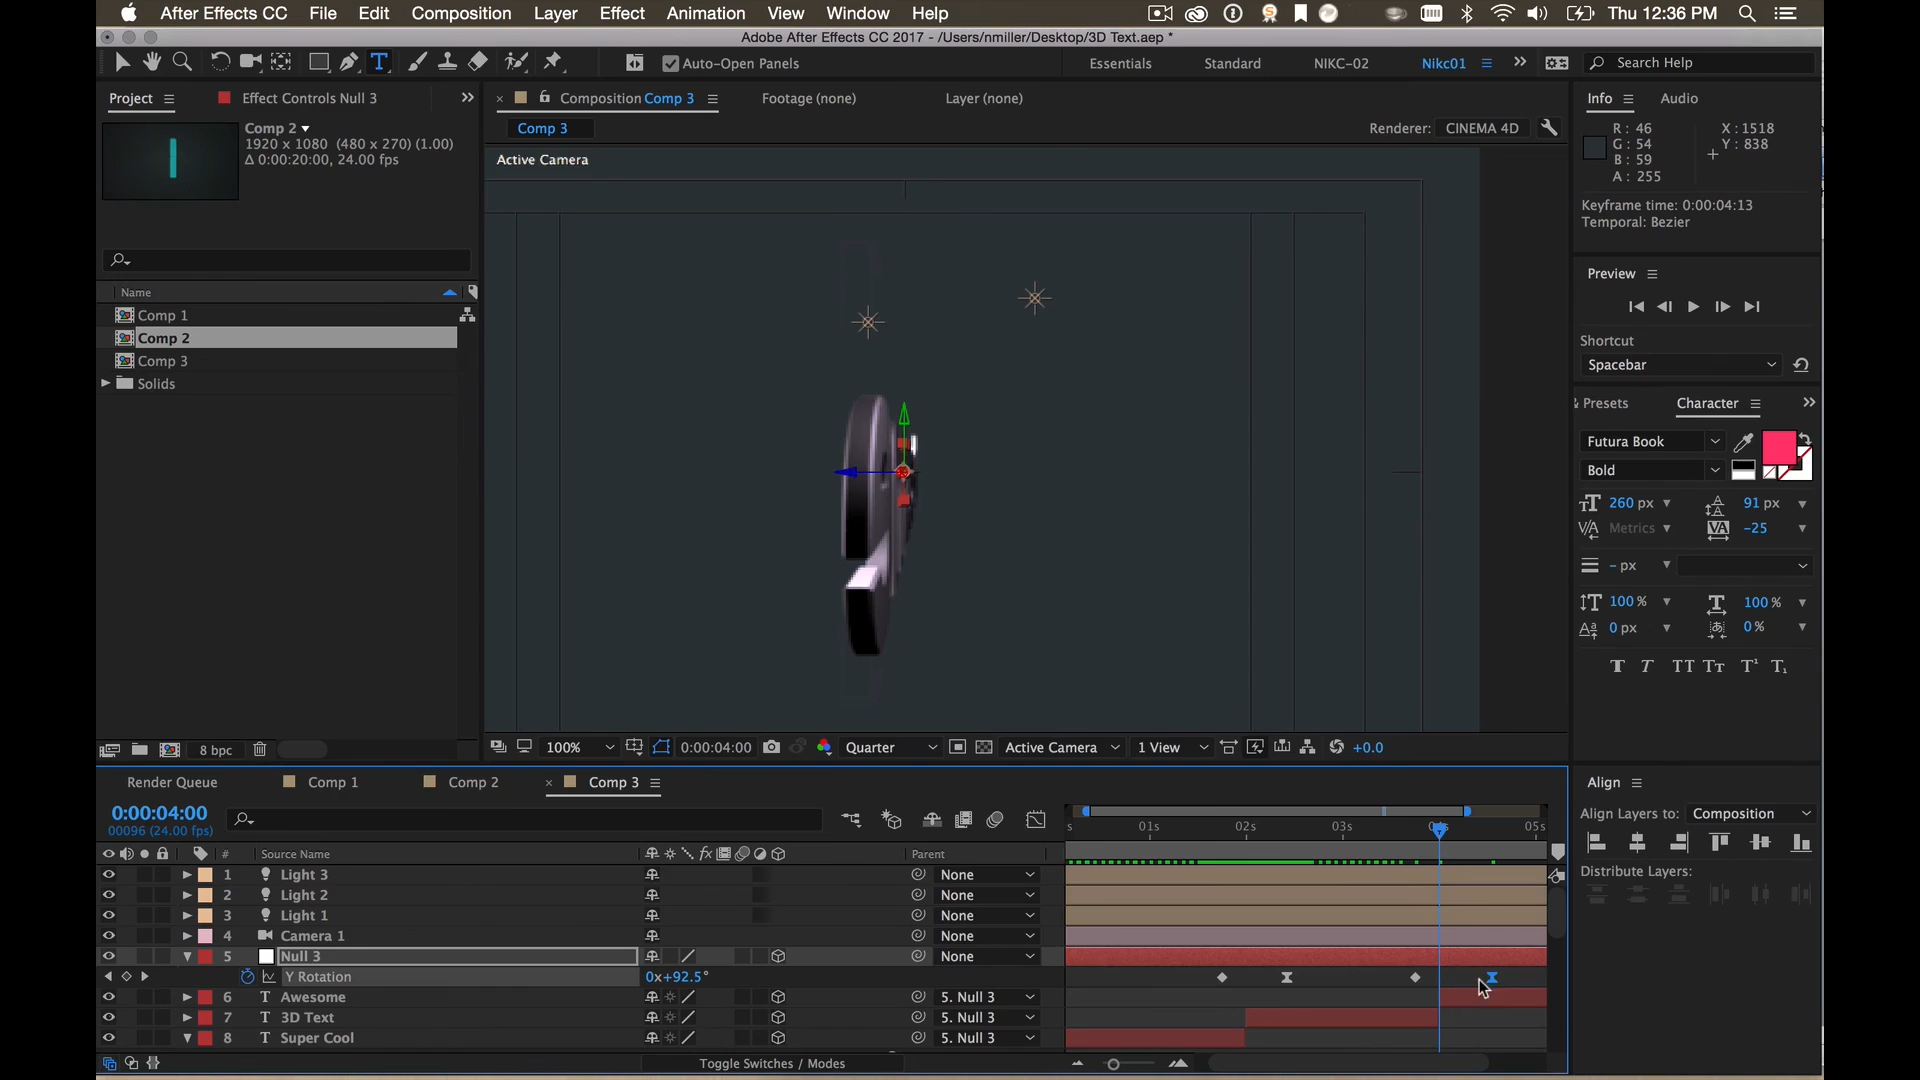 After Effects CC File Edit Composition Layer Effect Animation View Window Help Thu 12:36 PM
Adobe After Effects CC 2017 - /Users/nmiller/Desktop/3D Text.aep *
T Auto-Open Panels Essentials Standard NIKC-02 Nikc01 Search Help
Project Effect Controls Null 3 Composition Comp 3 Footage (none) Layer (none) Info Audio
Comp 2
1920 x 1080 (480 x 270) (1.00)
Δ 0:00:20:00, 24.00 fps
Comp 3 Renderer: CINEMA 4D
R: 46 X: 1518
G: 54 Y: 838
B: 59
A: 255
Active Camera
Keyframe time: 0:00:04:13
Temporal: Bezier
Preview
Shortcut
Spacebar
Name
Comp 1
Comp 2
Comp 3
Solids
& Presets Character
Futura Book
Bold
260 px 91 px
Metrics -25
- px
100 % 100 %
0 px 0 %
8 bpc 100% 0:00:04:00 Quarter Active Camera 1 View +0.0
Render Queue Comp 1 Comp 2 Comp 3 Align
0:00:04:00
00096 (24.00 fps)
Align Layers to: Composition
Distribute Layers:
s 01s 02s 03s 05s
# Source Name fx Parent
1 Light 3 None
2 Light 2 None
3 Light 1 None
4 Camera 1 None
5 Null 3 None
Y Rotation 0x+92.5°
6 T Awesome 5. Null 3
7 T 3D Text 5. Null 3
8 T Super Cool 5. Null 3
Toggle Switches / Modes